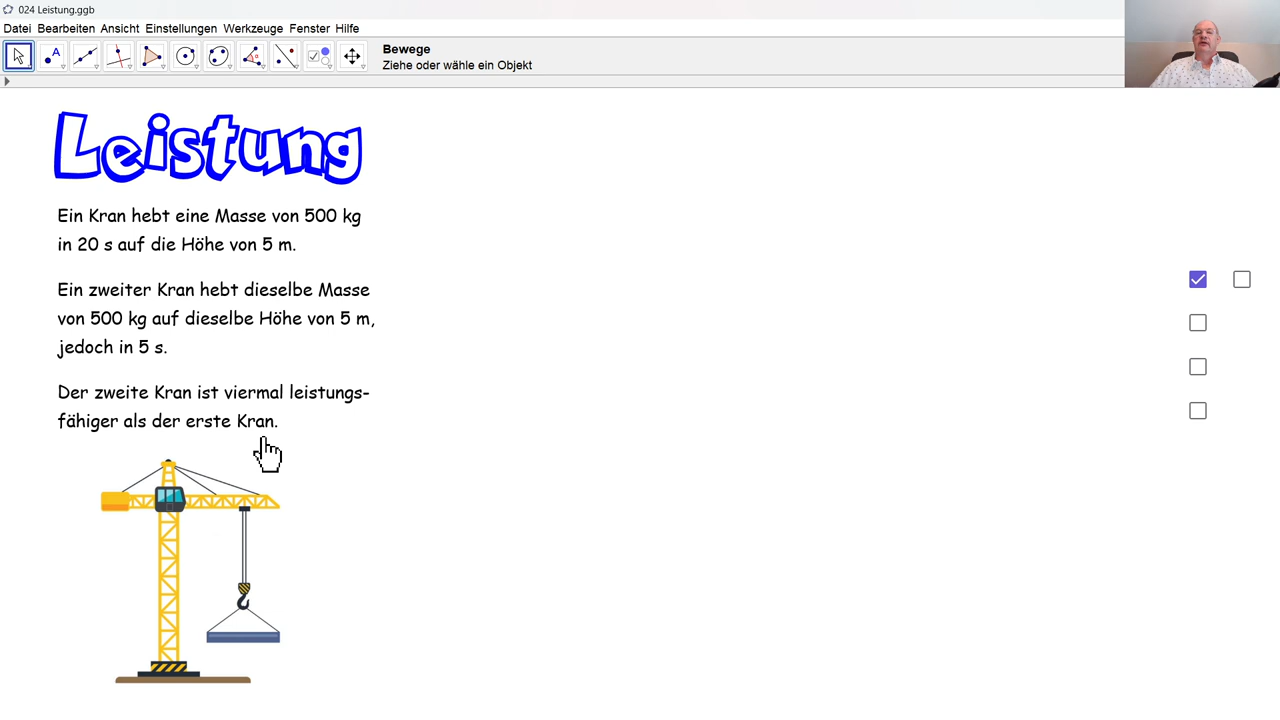 024 Leistung.ggb
Datei Bearbeiten Ansicht Einstellungen Werkzeuge Fenster Hilfe
A
Bewege
Ziehe oder wähle ein Objekt
Leistung
Ein Kran hebt eine Masse von 500 kg
in 20 s auf die Höhe von 5 m.
Ein zweiter Kran hebt dieselbe Masse
von 500 kg auf dieselbe Höhe von 5 m,
jedoch in 5 s.
Der zweite Kran ist viermal leistungs-
fähiger als der erste Kran.